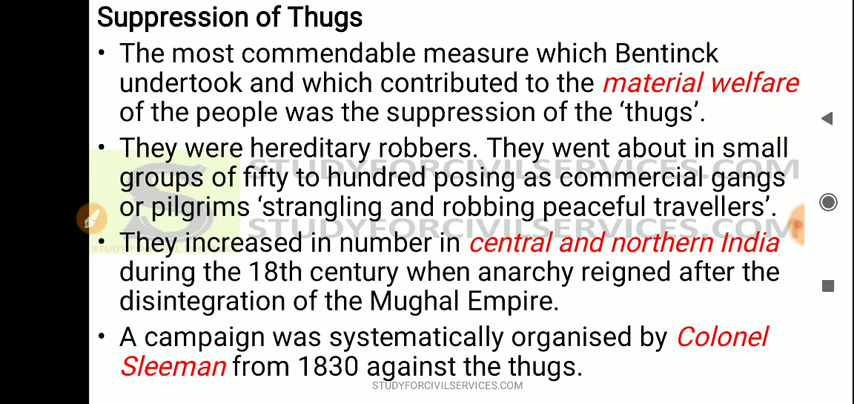 Suppression of Thugs
• The most commendable measure which Bentinck
undertook and which contributed to the material welfare
of the people was the suppression of the ‘thugs’.
• They were hereditary robbers. They went about in small
STUDYFORCIVILSERVICES.COM
groups of fifty to hundred posing as commercial gangs
or pilgrims ‘strangling and robbing peaceful travellers’.
STUDYFORCIVILSERVICES.COM
• They increased in number in central and northern India
during the 18th century when anarchy reigned after the
disintegration of the Mughal Empire.
• A campaign was systematically organised by Colonel
Sleeman from 1830 against the thugs.
STUDYFORCIVILSERVICES.COM